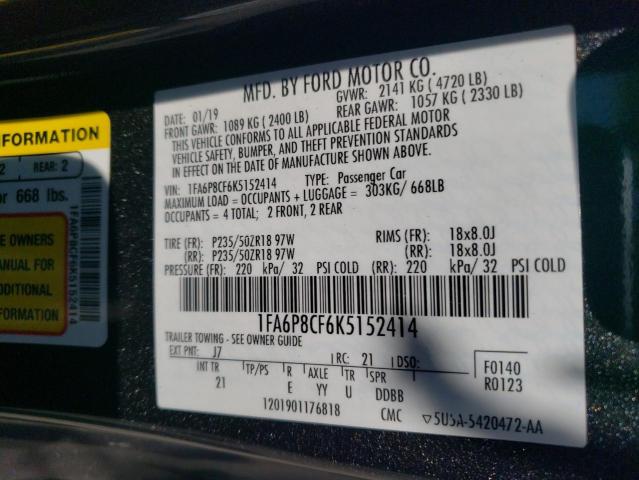 MFD. BY FORD MOTOR CO.
DATE: 01/19 GVWR: 2141 KG ( 4720 LB)
FRONT GAWR: 1089 KG ( 2400 LB) REAR GAWR: 1057 KG ( 2330 LB)
THIS VEHICLE CONFORMS TO ALL APPLICABLE FEDERAL MOTOR
VEHICLE SAFETY, BUMPER, AND THEFT PREVENTION STANDARDS
IN EFFECT ON THE DATE OF MANUFACTURE SHOWN ABOVE.
VIN: 1FA6P8CF6K5152414 TYPE: Passenger Car
MAXIMUM LOAD = OCCUPANTS + LUGGAGE = 303KG/ 668LB
OCCUPANTS = 4 TOTAL; 2 FRONT, 2 REAR
TIRE (FR): P235/50ZR18 97W RIMS (FR): 18x8.0J
(RR): P235/50ZR18 97W (RR): 18x8.0J
PRESSURE (FR): 220 kPa/ 32 PSI COLD (RR): 220 kPa/ 32 PSI COLD
1FA6P8CF6K5152414
TRAILER TOWING - SEE OWNER GUIDE
EXT PNT: J7 RC: 21 DSO: F0140
INT TR TP/PS R AXLE TR SPR R0123
21 E YY U DDBB
1201901176818 CMC 5U5A-5420472-AA
INFORMATION
2 REAR: 2
or 668 lbs.
E OWNERS
MANUAL FOR
ADDITIONAL
INFORMATION
1FA6P8CF6K5152414